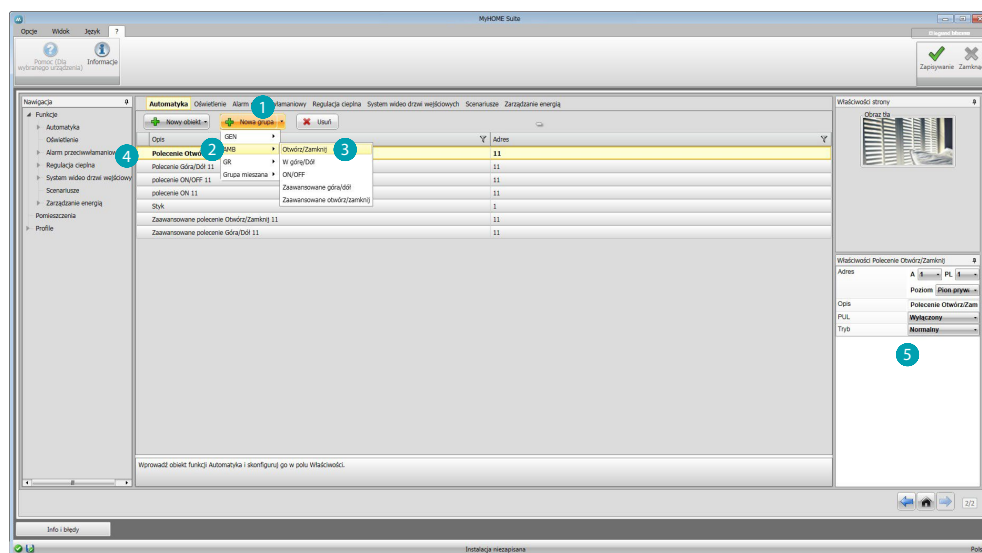 MyHOME Suite
Opcje Widok Język ?
Pomoc (Dla wybranego urządzenia)
Informacje
Zapisywanie
Nawigacja
Funkcje
Automatyka
Oświetlenie
Alarm przeciwwłamaniow
Regulacja cieplna
System wideo drzwi wejściowy
Scenariusze
Zarządzanie energią
Pomieszczenia
Profile
Automatyka Oświetlenie Alarm Regulacja cieplna System wideo drzwi wejściowych Scenariusze Zarządzanie energią
1
Nowy obiekt Nowa grupa Usuń
Opis Adres
GEN
AMB
GR
Grupa mieszana
2
Otwórz/Zamknij
W górę/Dół
ON/OFF
Zaawansowane góra/dół
Zaawansowane otwórz/zamknij
3
4
Polecenie 11
Polecenie Góra/Dół 11 11
polecenie ON/OFF 11 11
polecenie ON 11 11
Styk 1
Zaawansowane polecenie Otwórz/Zamknij 11 11
Zaawansowane polecenie Góra/Dół 11 11
Wprowadź obiekt funkcji Automatyka i skonfiguruj go w polu Właściwości.
Właściwości strony
Obraz tła
Właściwości Polecenie Otwórz/Zamknij
Adres A 1 PL 1
Poziom Pion pryw
Opis Polecenie Otwórz/Zam
PUL Wyłączony
Tryb Normalny
5
2/2
Info i błędy
Instalacja niezapisana
Pols